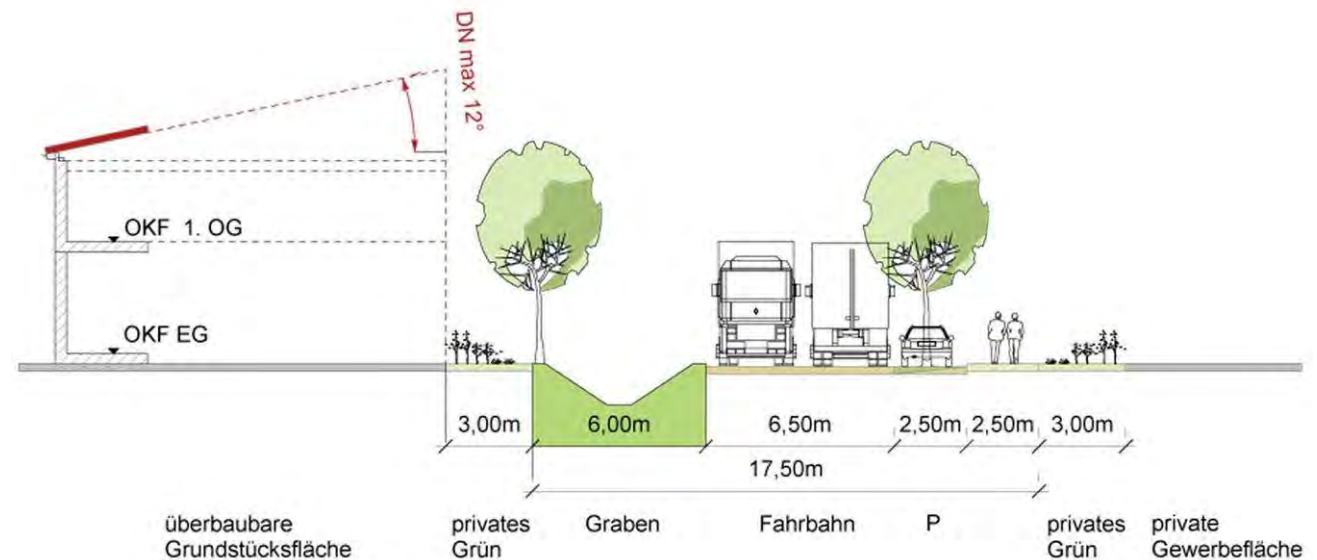 DN max 12°
OKF 1. OG
OKF EG
3,00m 6,00m 6,50m 2,50m 2,50m 3,00m
17,50m
überbaubare
Grundstücksfläche
privates
Grün
Graben
Fahrbahn
P
privates
Grün
private
Gewerbefläche